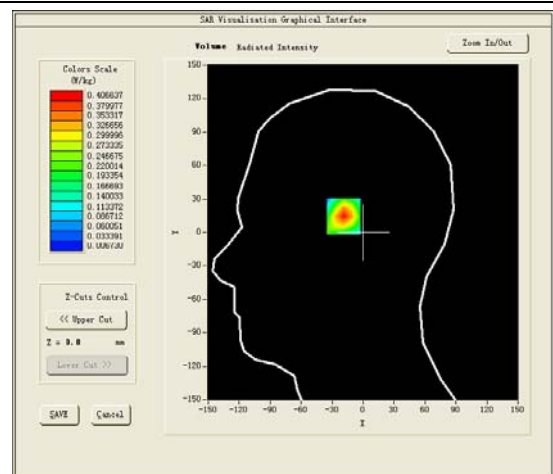 SAR Visualisation Graphical Interface
Volume Radiated Intensity
Zoom In/Out
Colors Scale
(W/kg)
0.406637
0.379977
0.353317
0.326656
0.299996
0.273335
0.246675
0.220014
0.193354
0.166693
0.140033
0.113372
0.086712
0.060051
0.033391
0.006730
Z-Cuts Control
<< Upper Cut
Z = 0.0 mm
Lower Cut >>
SAVE Cancel
150
120
90
60
30
0
-30
-60
-90
-120
-150
Y
-150 -120 -90 -60 -30 0 30 60 90 120 150
X